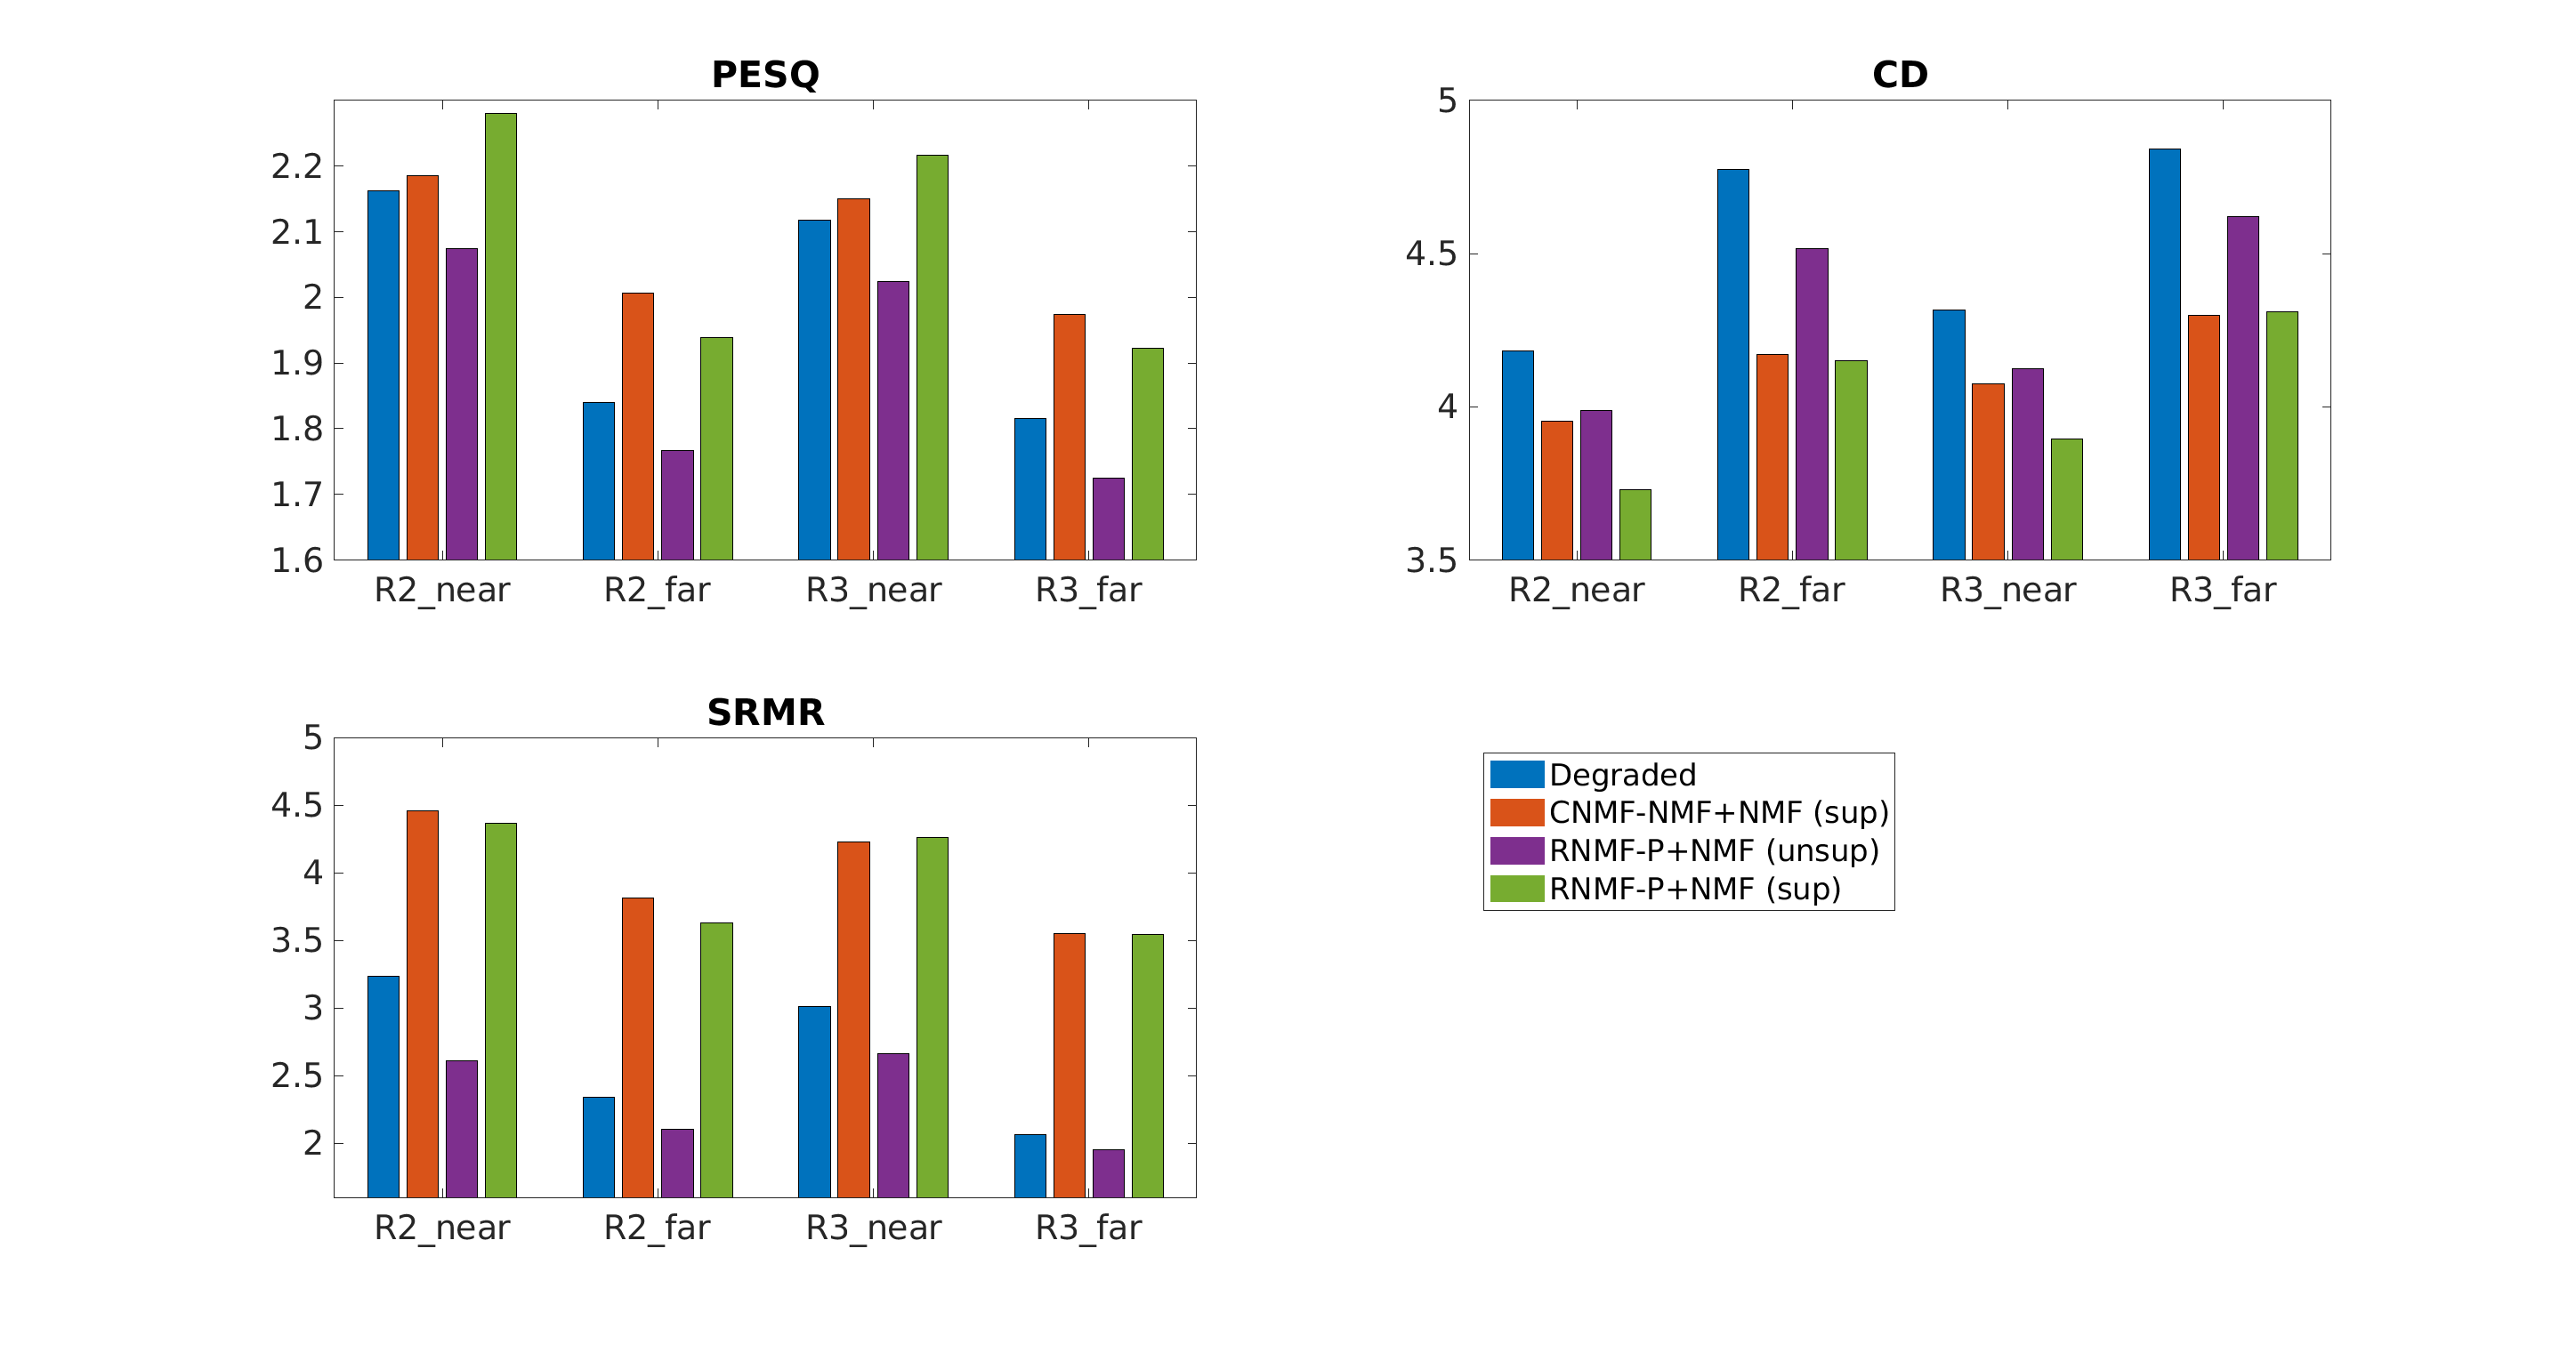 PESQ
2.2
2.1
2
1.9
1.8
1.7
1.6
R2_near R2_far R3_near R3_far
CD
5
4.5
4
3.5
R2_near R2_far R3_near R3_far
SRMR
5
4.5
4
3.5
3
2.5
2
R2_near R2_far R3_near R3_far
Degraded
CNMF-NMF+NMF (sup)
RNMF-P+NMF (unsup)
RNMF-P+NMF (sup)